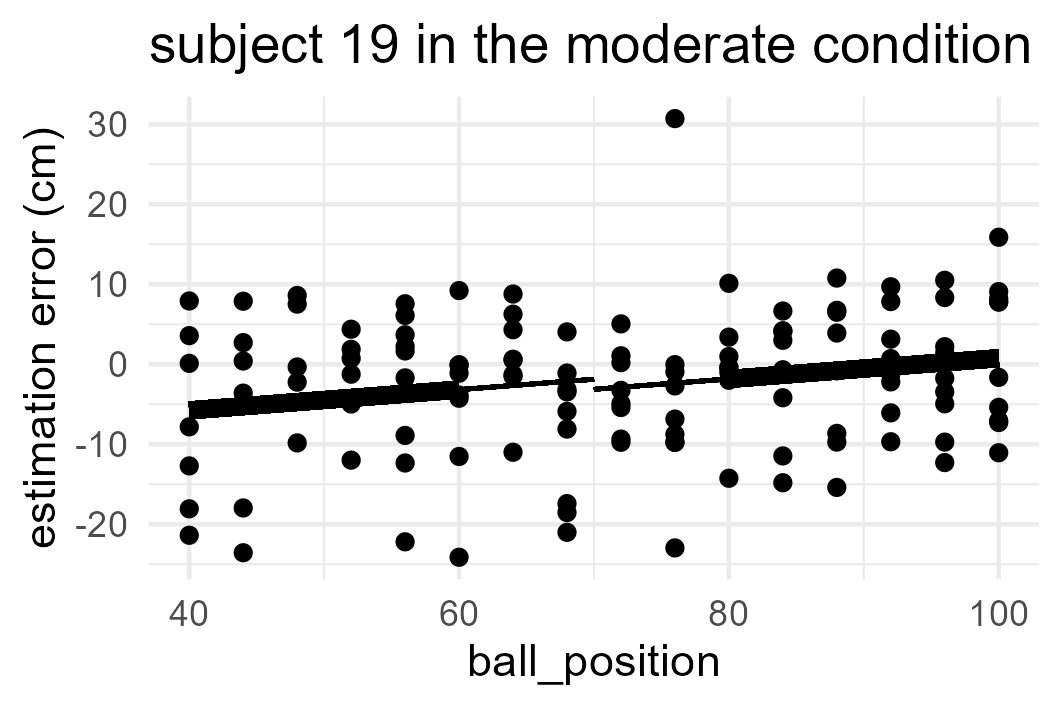 subject 19 in the moderate condition
estimation error (cm)
30
20
10
0
-10
-20
40 60 80 100
ball_position